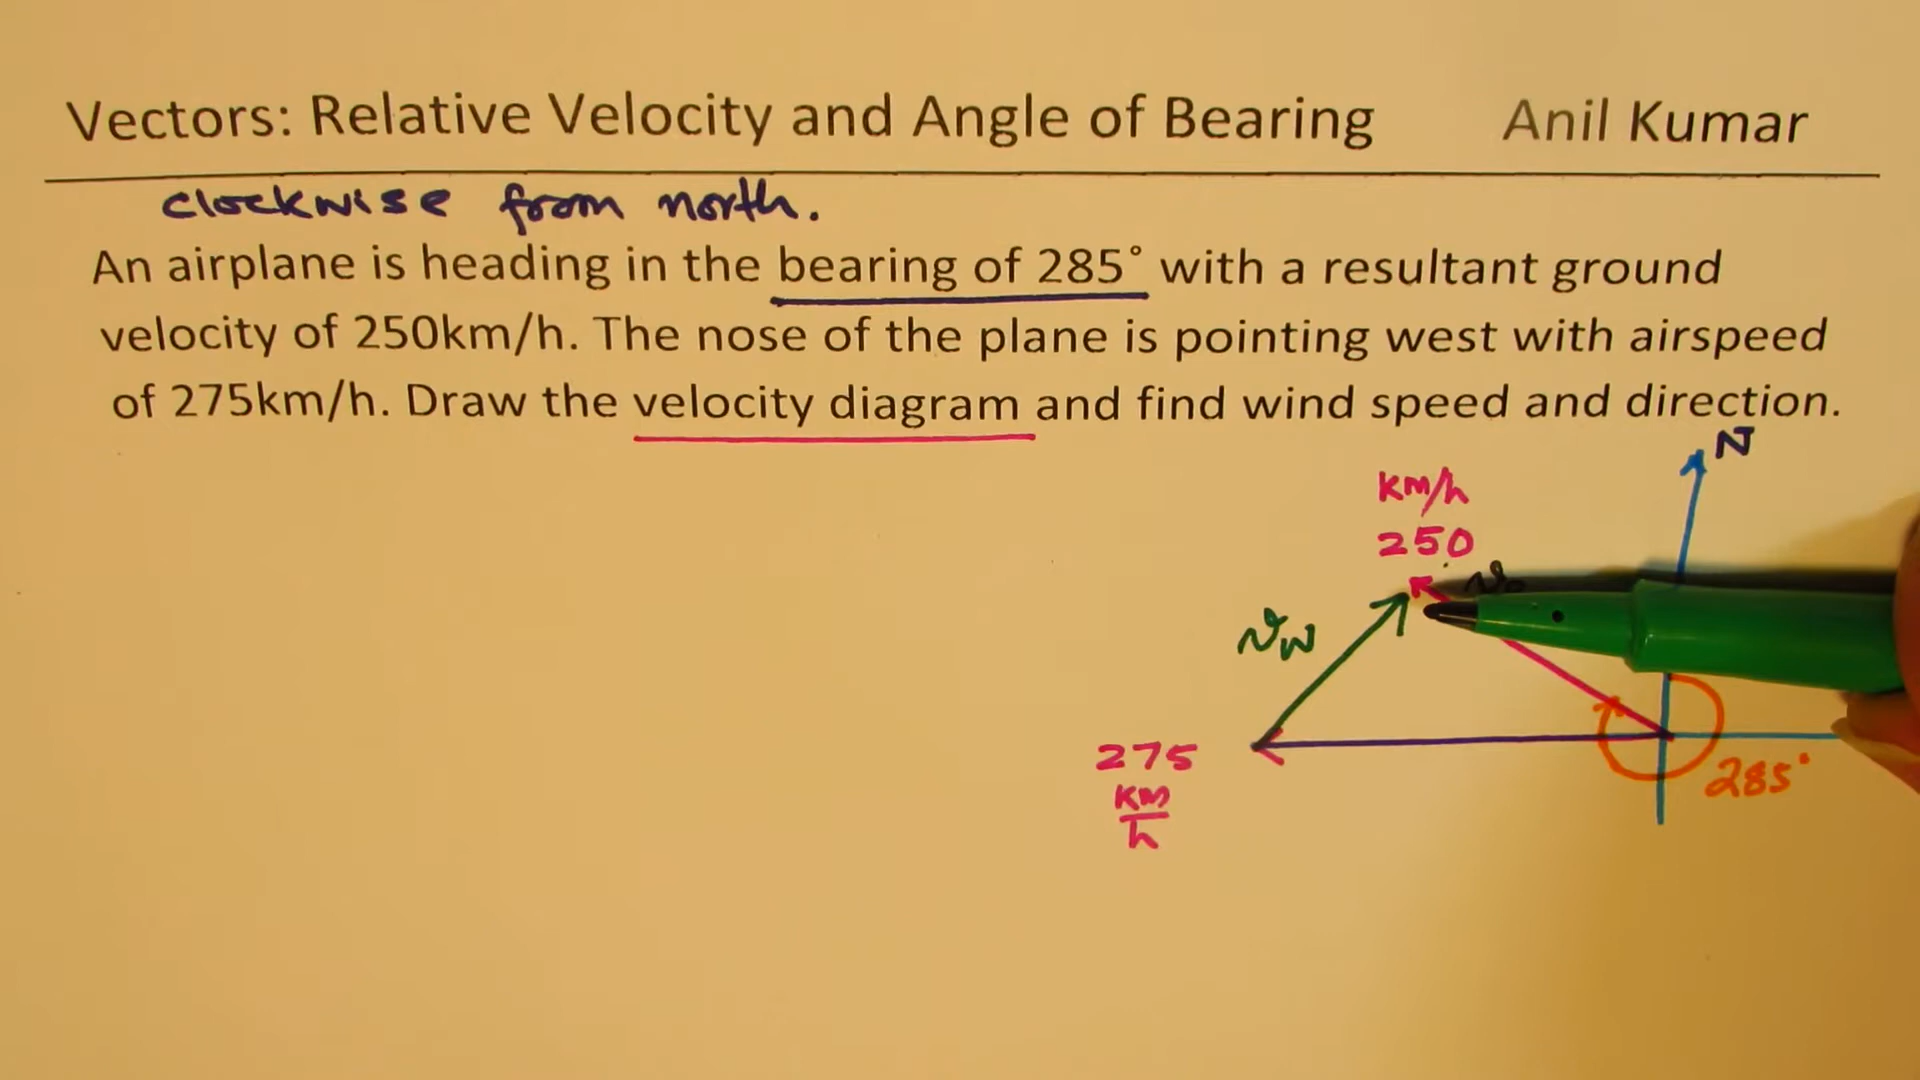 Vectors: Relative Velocity and Angle of Bearing Anil Kumar
clockwise from north.
An airplane is heading in the bearing of 285° with a resultant ground
velocity of 250km/h. The nose of the plane is pointing west with airspeed
of 275km/h. Draw the velocity diagram and find wind speed and direction.
N
km/h
250
vw
275
km
h
285°